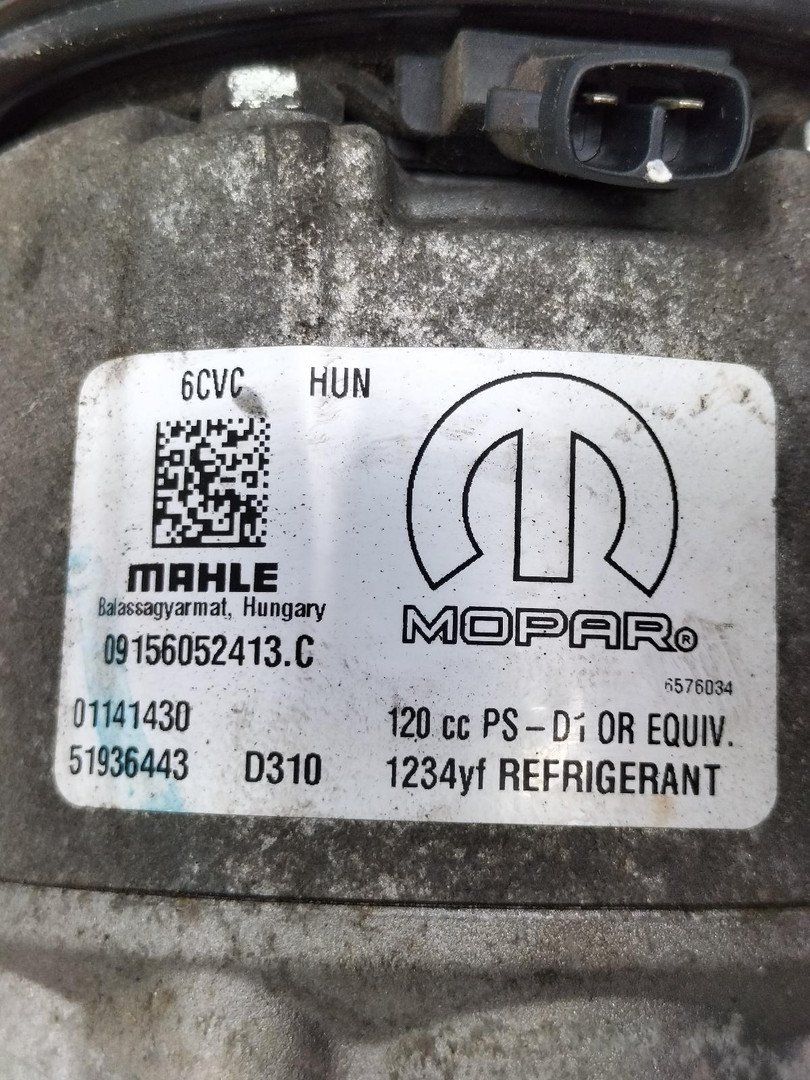 6CVC HUN
MAHLE
Balassagyarmat, Hungary
09156052413.C
01141430
51936443 D310
MOPAR®
6576034
120 cc PS-D1 OR EQUIV.
1234yf REFRIGERANT